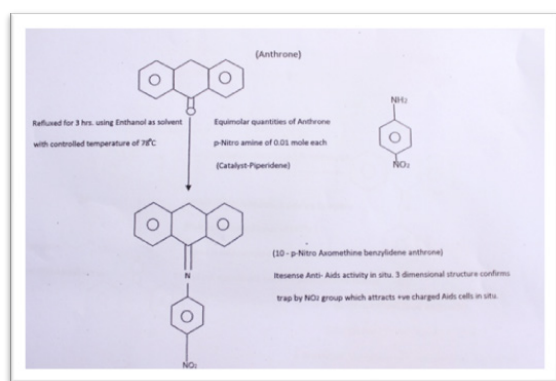 (Anthrone)
O
Refluxed for 3 hrs. using Enthanol as solvent
with controlled temperature of 78°C
Equimolar quantities of Anthrone
p-Nitro amine of 0.01 mole each
(Catalyst-Piperidene)
NH₂
NO₂
N
NO₂
(10 - p-Nitro Axomethine benzylidene anthrone)
Itesense Anti- Aids activity in situ. 3 dimensional structure confirms
trap by NO₂ group which attracts +ve charged Aids cells in situ.